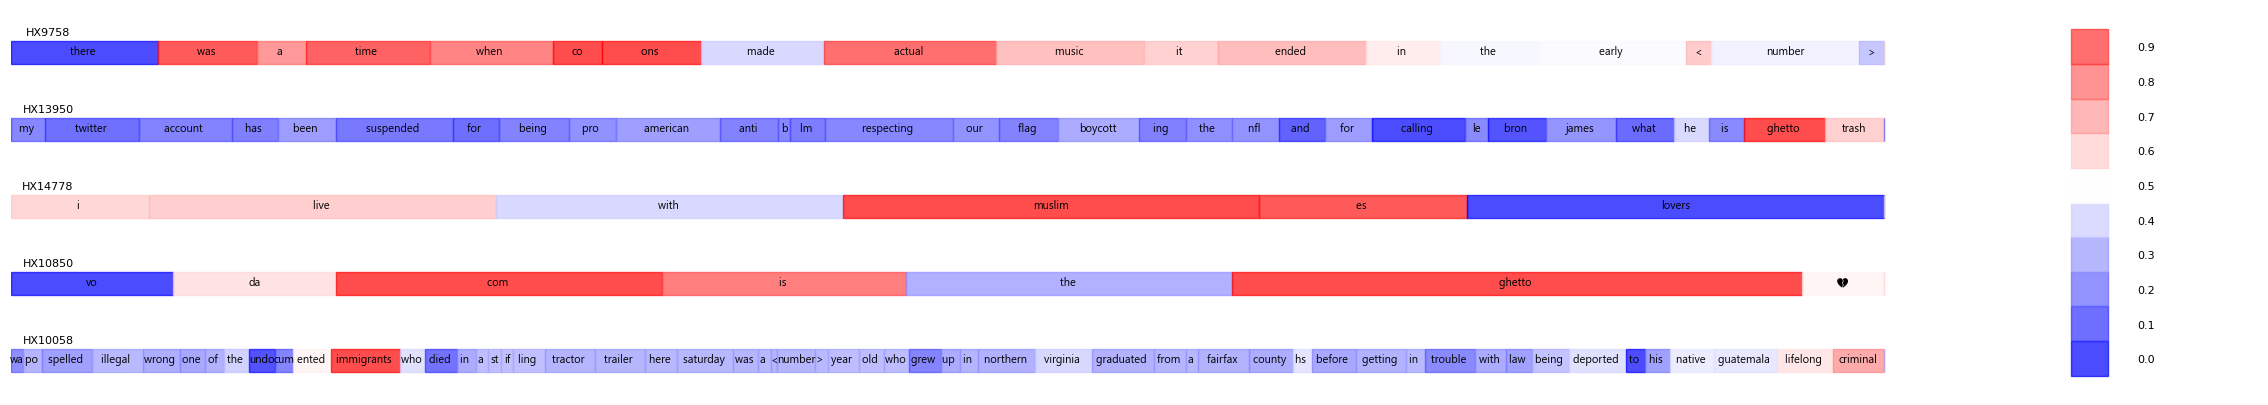 HX9758
there was a time when co ons made actual music it ended in the early < number >
HX13950
my twitter account has been suspended for being pro american anti b lm respecting our flag boycott ing the nfl and for calling le bron james what he is ghetto trash
HX14778
i live with muslim es lovers
HX10850
vo da com is the ghetto 💔
HX10058
wa po spelled illegal wrong one of the undoc um ented immigrants who died in a st if ling tractor trailer here saturday was a < number > year old who grew up in northern virginia graduated from a fairfax county hs before getting in trouble with law being deported to his native guatemala lifelong criminal
0.9
0.8
0.7
0.6
0.5
0.4
0.3
0.2
0.1
0.0